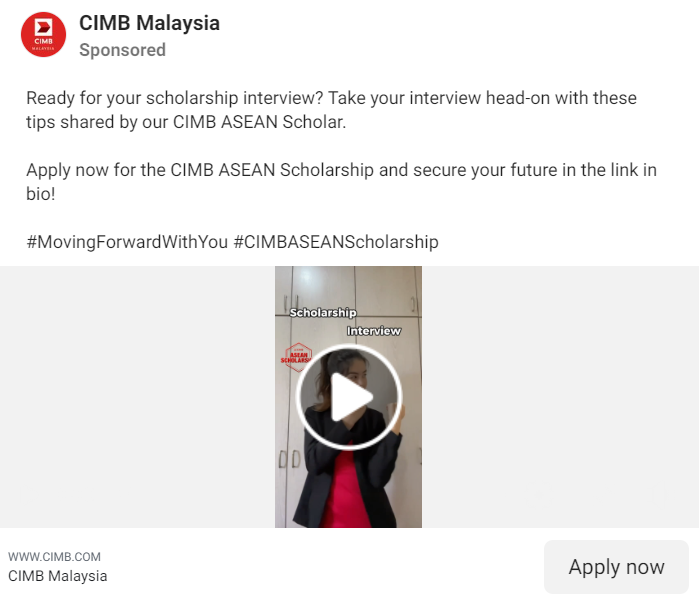 CIMB Malaysia
Sponsored
CIMB
MALAYSIA
Ready for your scholarship interview? Take your interview head-on with these
tips shared by our CIMB ASEAN Scholar.
Apply now for the CIMB ASEAN Scholarship and secure your future in the link in
bio!
#MovingForwardWithYou #CIMBASEANScholarship
Scholarship
Interview
ASEAN
WWW.CIMB.COM
CIMB Malaysia
Apply now